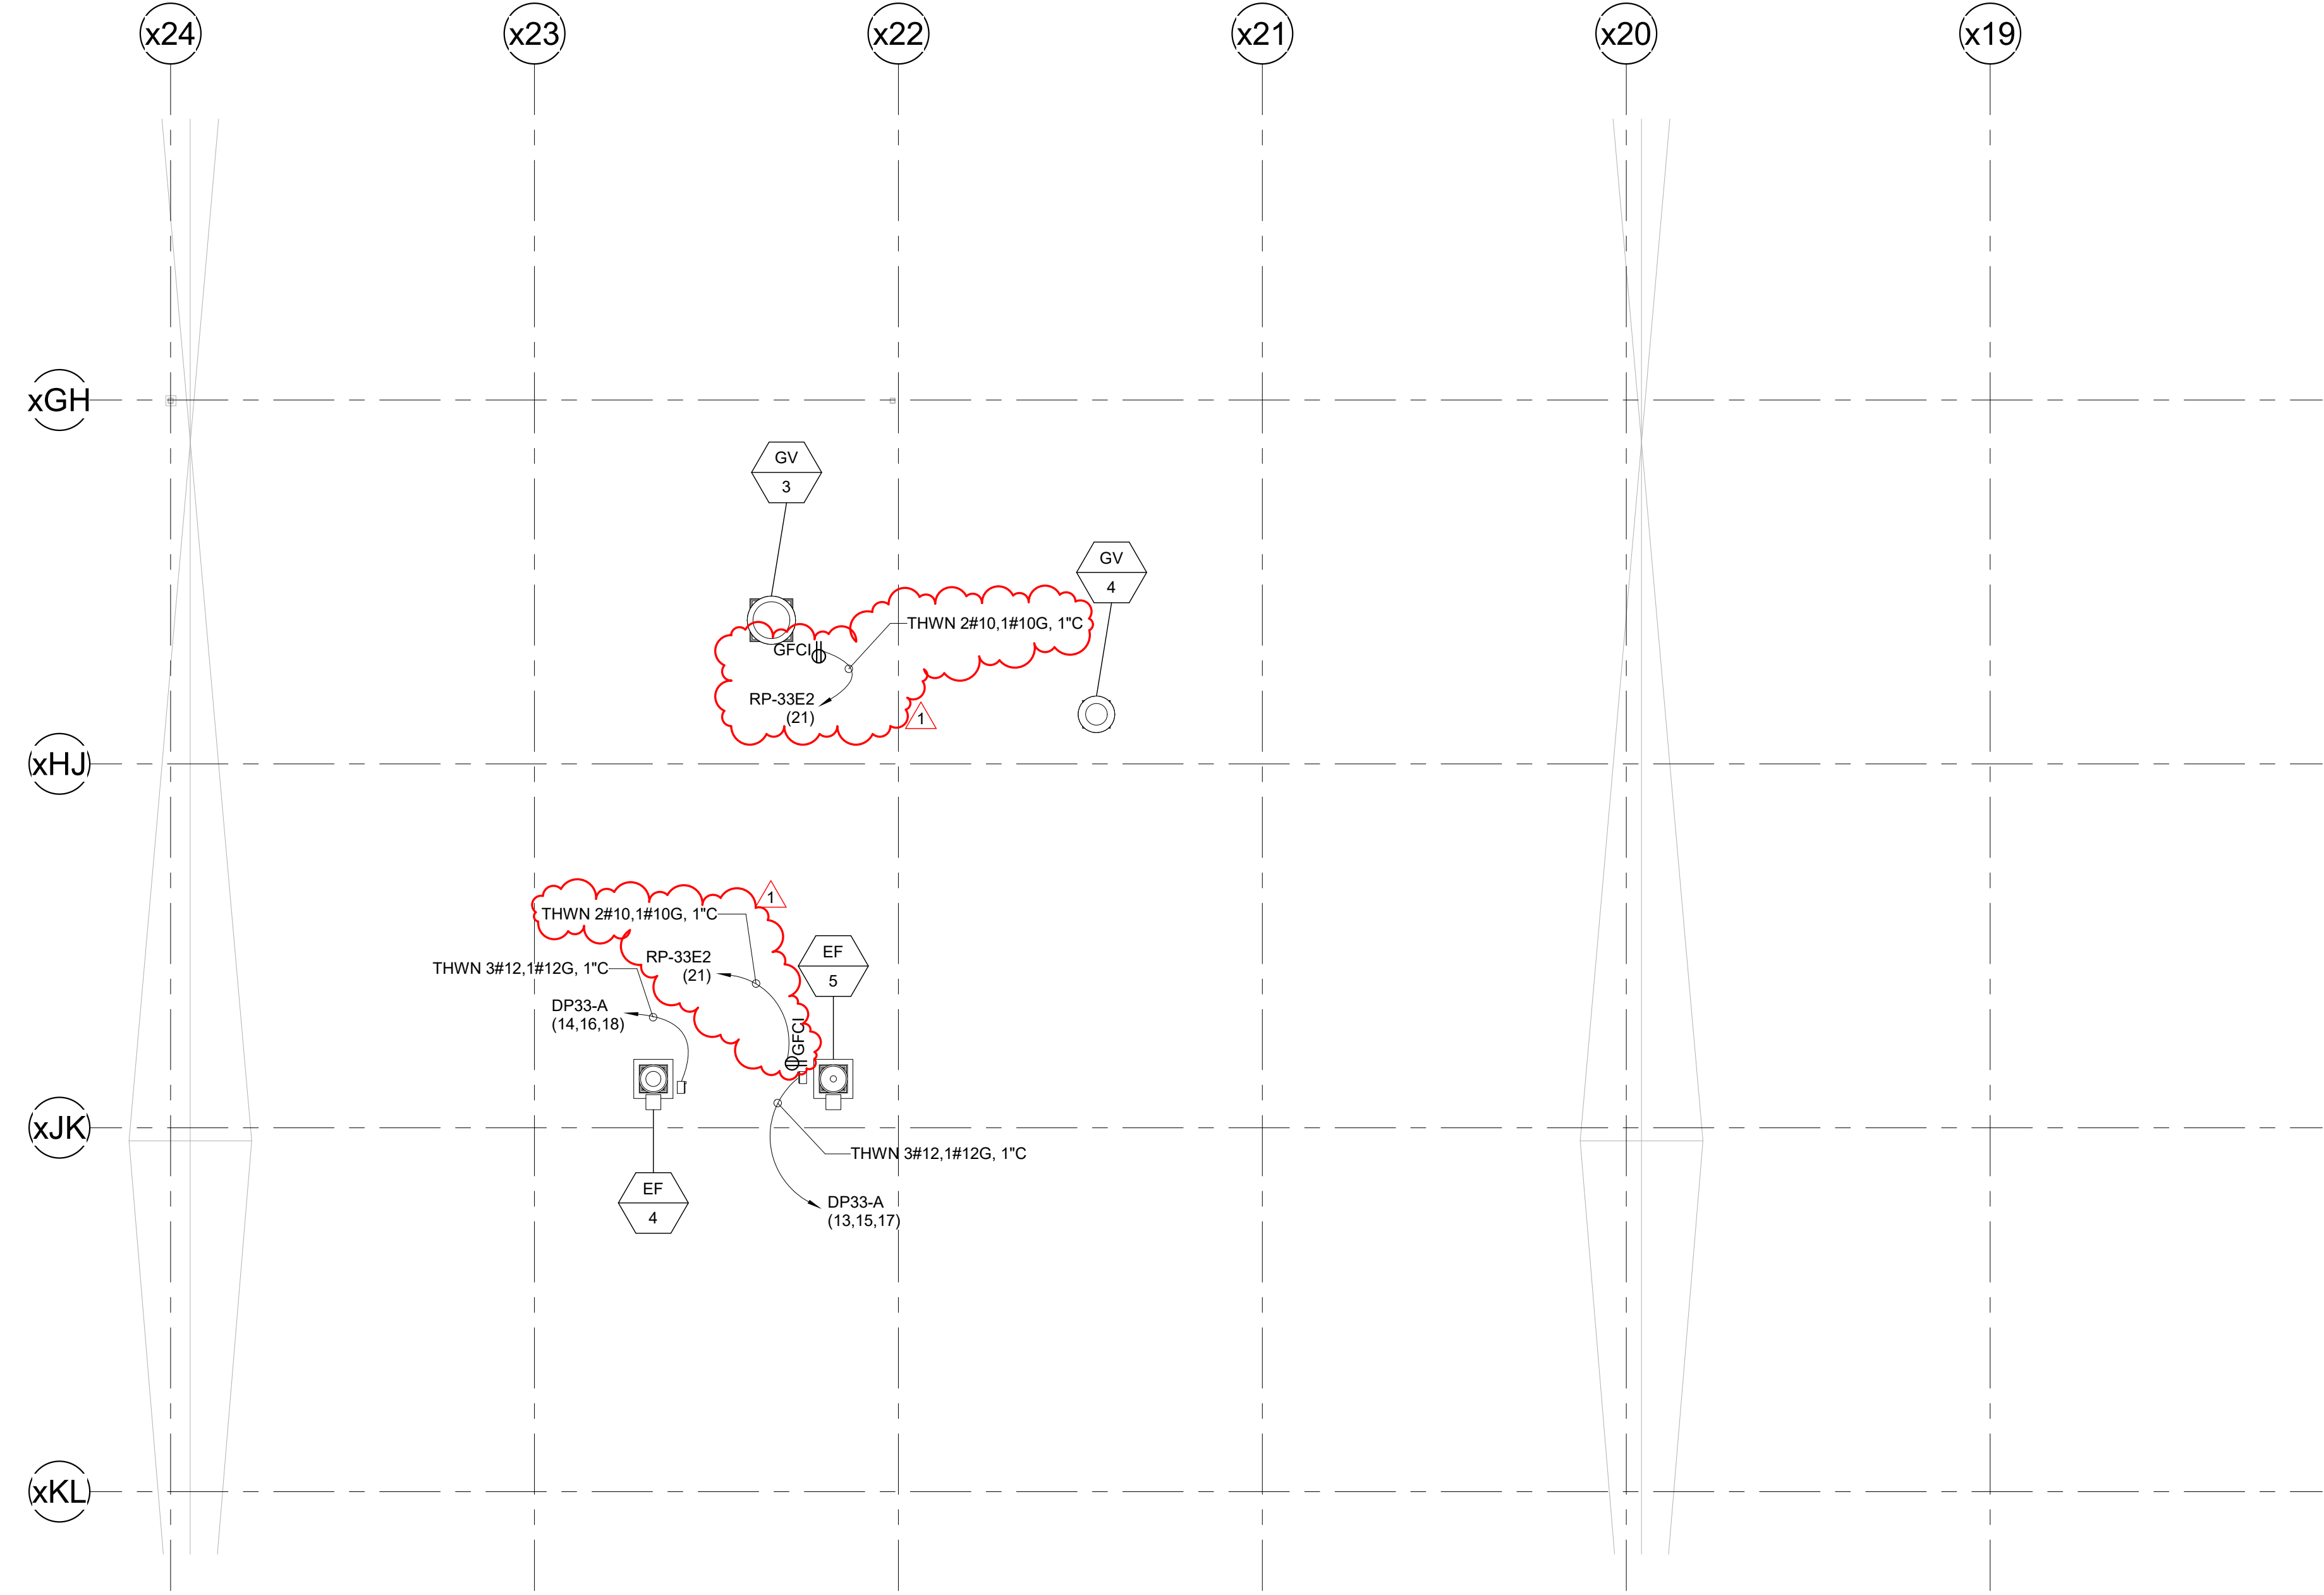 x24
x23
x22
x21
x20
x19
xGH
GV
3
GV
4
THWN 2#10,1#10G, 1"C
GFCI
RP-33E2
(21)
1
xHJ
1
THWN 2#10,1#10G, 1"C
EF
5
RP-33E2
(21)
THWN 3#12,1#12G, 1"C
DP33-A
(14,16,18)
GFCI
xJK
THWN 3#12,1#12G, 1"C
EF
4
DP33-A
(13,15,17)
xKL